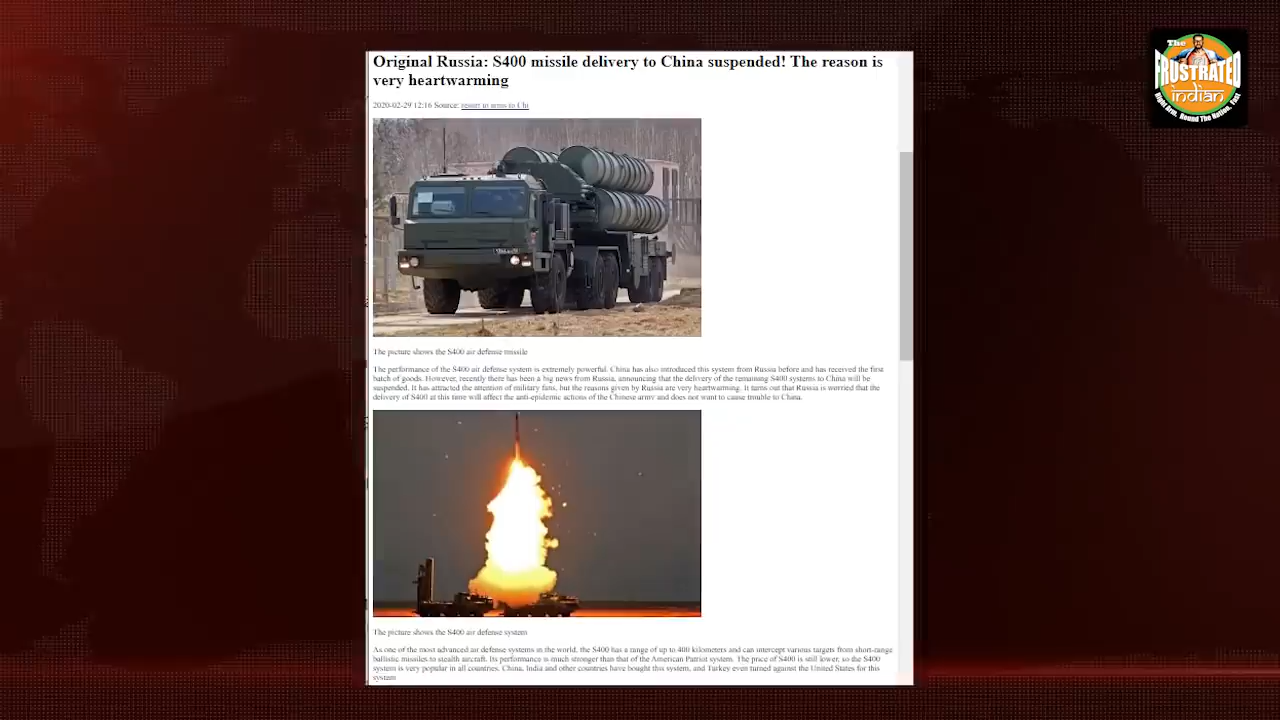 Original Russia: S400 missile delivery to China suspended! The reason is
very heartwarming
2020-02-29 12:16 Source: resort to arms to Chi
The picture shows the S400 air defense missile
The performance of the S400 air defense system is extremely powerful. China has also introduced this system from Russia before and has received the first
batch of goods. However, recently there has been a big news from Russia, announcing that the delivery of the remaining S400 systems to China will be
suspended. It has attracted the attention of military fans, but the reasons given by Russia are very heartwarming. It turns out that Russia is worried that the
delivery of S400 at this time will affect the anti-epidemic actions of the Chinese army and does not want to cause trouble to China.
The picture shows the S400 air defense system
As one of the most advanced air defense systems in the world, the S400 has a range of up to 400 kilometers and can intercept various targets from short-range
ballistic missiles to stealth aircraft. Its performance is much stronger than that of the American Patriot system. The price of S400 is still lower, so the S400
system is very popular in all countries. China, India and other countries have bought this system, and Turkey even turned against the United States for this
system
The
FRUSTRATED
indian
Right Arm. Round The Nation. Fast